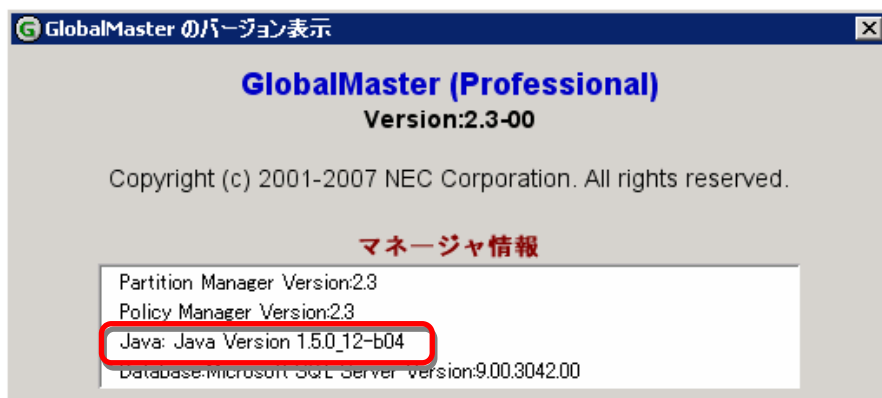 GlobalMaster のバージョン表示
GlobalMaster (Professional)
Version:2.3-00
Copyright (c) 2001-2007 NEC Corporation. All rights reserved.
マネージャ情報
Partition Manager Version:2.3
Policy Manager Version:2.3
Java: Java Version 1.5.0_12-b04
Database:Microsoft SQL Server Version:9.00.3042.00